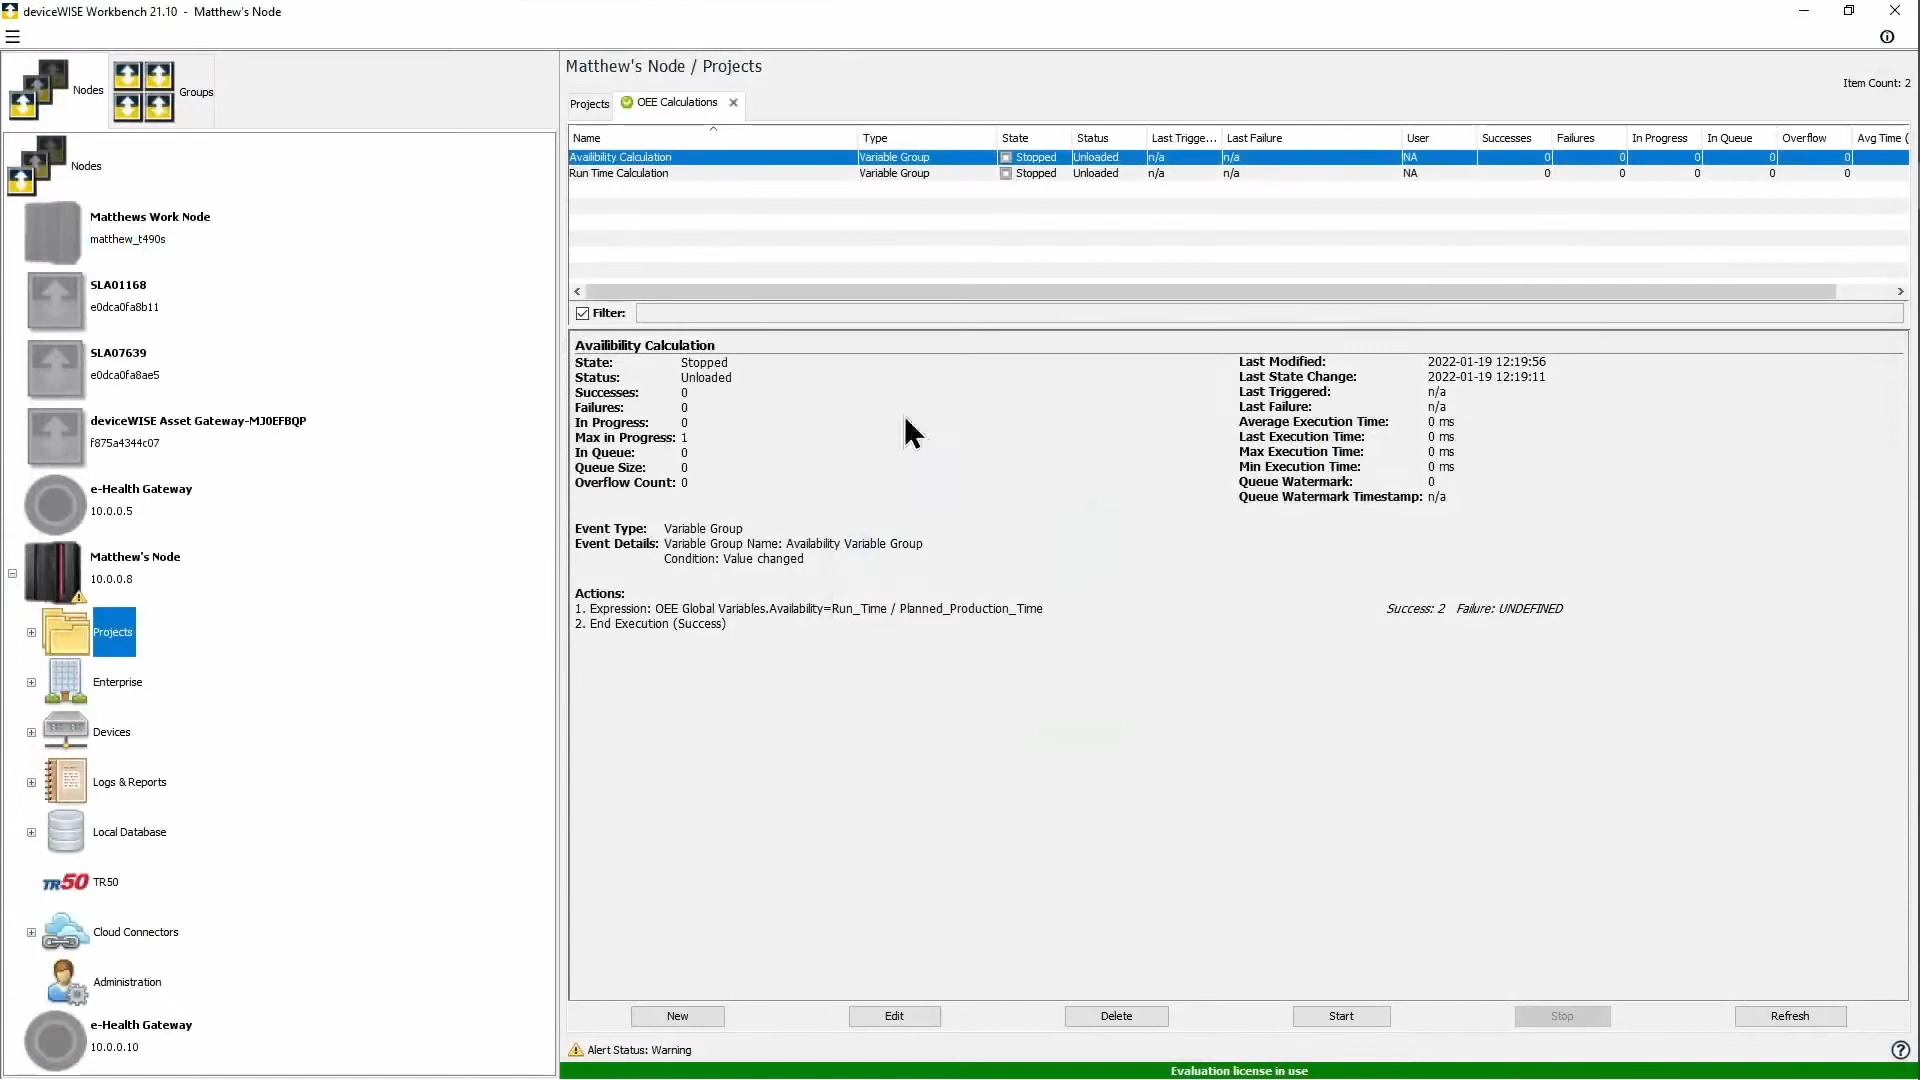 deviceWISE Workbench 21.10 - Matthew's Node
Nodes
Groups
Nodes
Matthews Work Node
matthew_t490s
SLA01168
e0dca0fa8b11
SLA07639
e0dca0fa8ae5
deviceWISE Asset Gateway-MJ0EFBQP
f875a4344c07
e-Health Gateway
10.0.0.5
Matthew's Node
10.0.0.8
Projects
Enterprise
Devices
Logs & Reports
Local Database
TR50 TR50
Cloud Connectors
Administration
e-Health Gateway
10.0.0.10
Matthew's Node / Projects
Item Count: 2
Projects OEE Calculations
Name Type State Status Last Trigge... Last Failure User Successes Failures In Progress In Queue Overflow Avg Time (
Availibility Calculation Variable Group Stopped Unloaded n/a n/a NA 0 0 0 0 0
Run Time Calculation Variable Group Stopped Unloaded n/a n/a NA 0 0 0 0 0
Filter:
Availibility Calculation
State: Stopped
Status: Unloaded
Successes: 0
Failures: 0
In Progress: 0
Max in Progress: 1
In Queue: 0
Queue Size: 0
Overflow Count: 0
Last Modified: 2022-01-19 12:19:56
Last State Change: 2022-01-19 12:19:11
Last Triggered: n/a
Last Failure: n/a
Average Execution Time: 0 ms
Last Execution Time: 0 ms
Max Execution Time: 0 ms
Min Execution Time: 0 ms
Queue Watermark: 0
Queue Watermark Timestamp: n/a
Event Type: Variable Group
Event Details: Variable Group Name: Availability Variable Group
Condition: Value changed
Actions:
1. Expression: OEE Global Variables.Availability=Run_Time / Planned_Production_Time Success: 2 Failure: UNDEFINED
2. End Execution (Success)
New Edit Delete Start Stop Refresh
Alert Status: Warning
Evaluation license in use